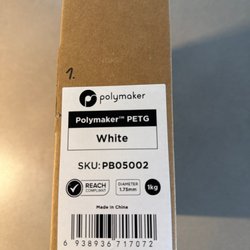 1.
polymaker
Polymaker™ PETG
White
SKU: PB05002
REACH
COMPLIANT
DIAMETER
1.75mm
1kg
Made in China
6 938936 717072